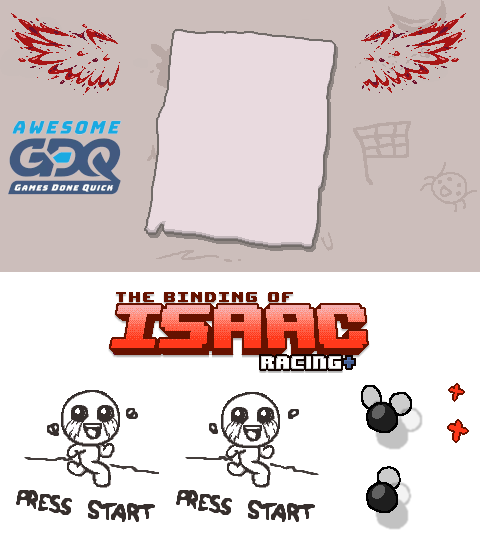 AWESOME
GDQ
GAMES DONE QUICK
THE BINDING OF
ISAAC
RACING+
PRESS START
PRESS START